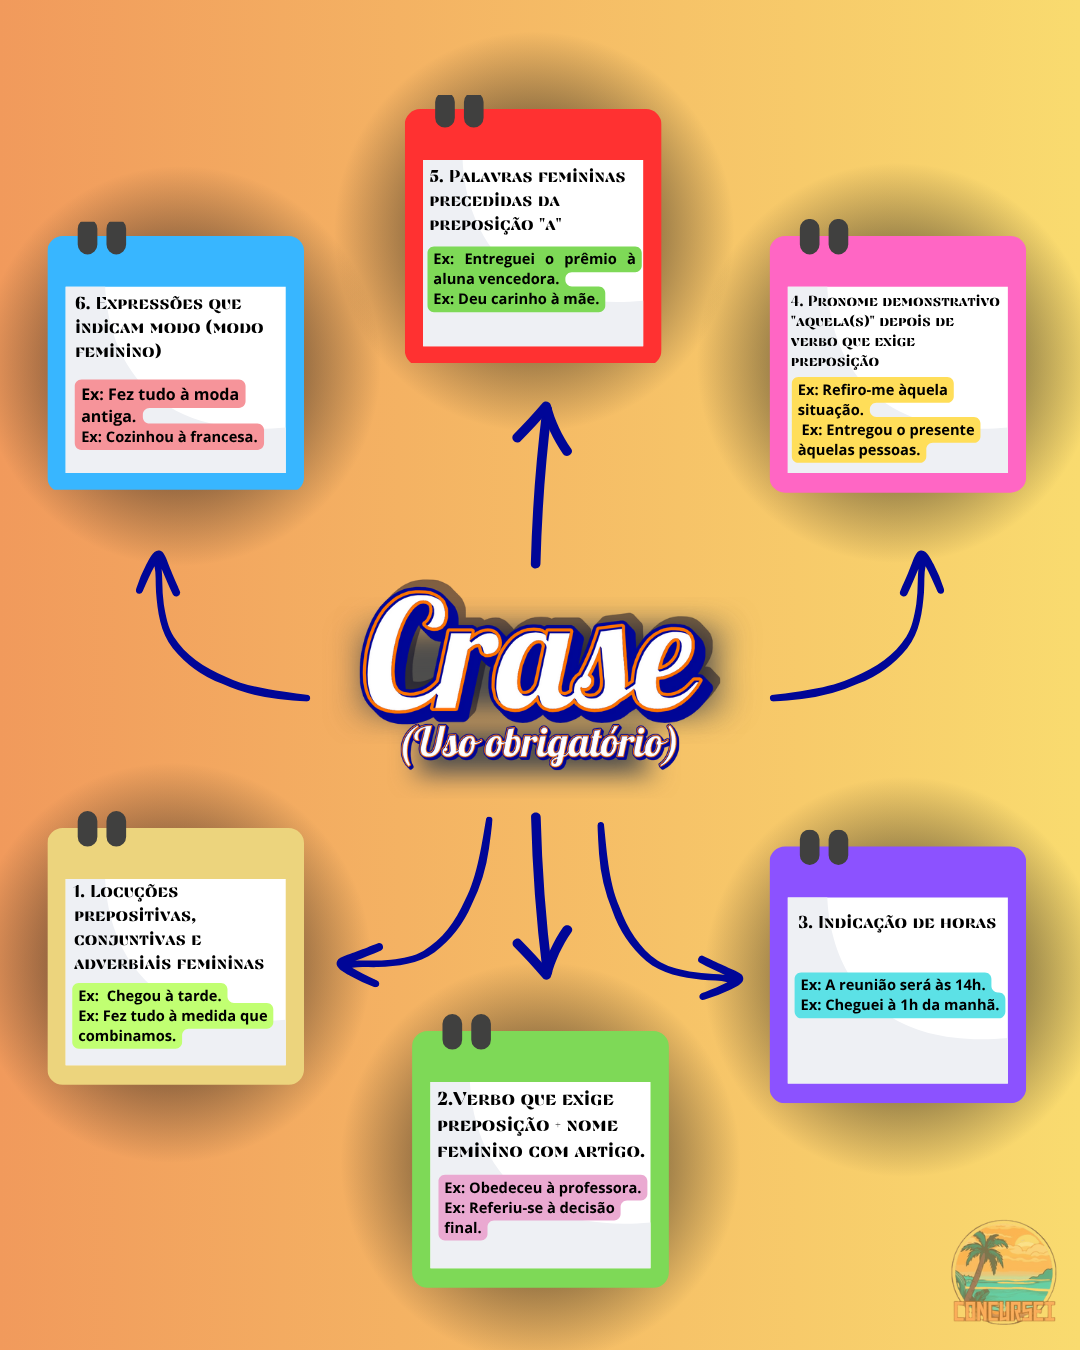 5. Palavras femininas
precedidas da
preposição "a"
Ex: Entreguei o prêmio à
aluna vencedora.
Ex: Deu carinho à mãe.
6. Expressões que
indicam modo (modo
feminino)
Ex: Fez tudo à moda
antiga.
Ex: Cozinhou à francesa.
4. Pronome demonstrativo
"aquela(s)" depois de
verbo que exige
preposição
Ex: Refiro-me àquela
situação.
Ex: Entregou o presente
àquelas pessoas.
Crase
(Uso obrigatório)
1. Locuções
prepositivas,
conjuntivas e
adverbiais femininas
Ex: Chegou à tarde.
Ex: Fez tudo à medida que
combinamos.
3. Indicação de horas
Ex: A reunião será às 14h.
Ex: Cheguei à 1h da manhã.
2.Verbo que exige
preposição + nome
feminino com artigo.
Ex: Obedeceu à professora.
Ex: Referiu-se à decisão
final.
CONCURSEI